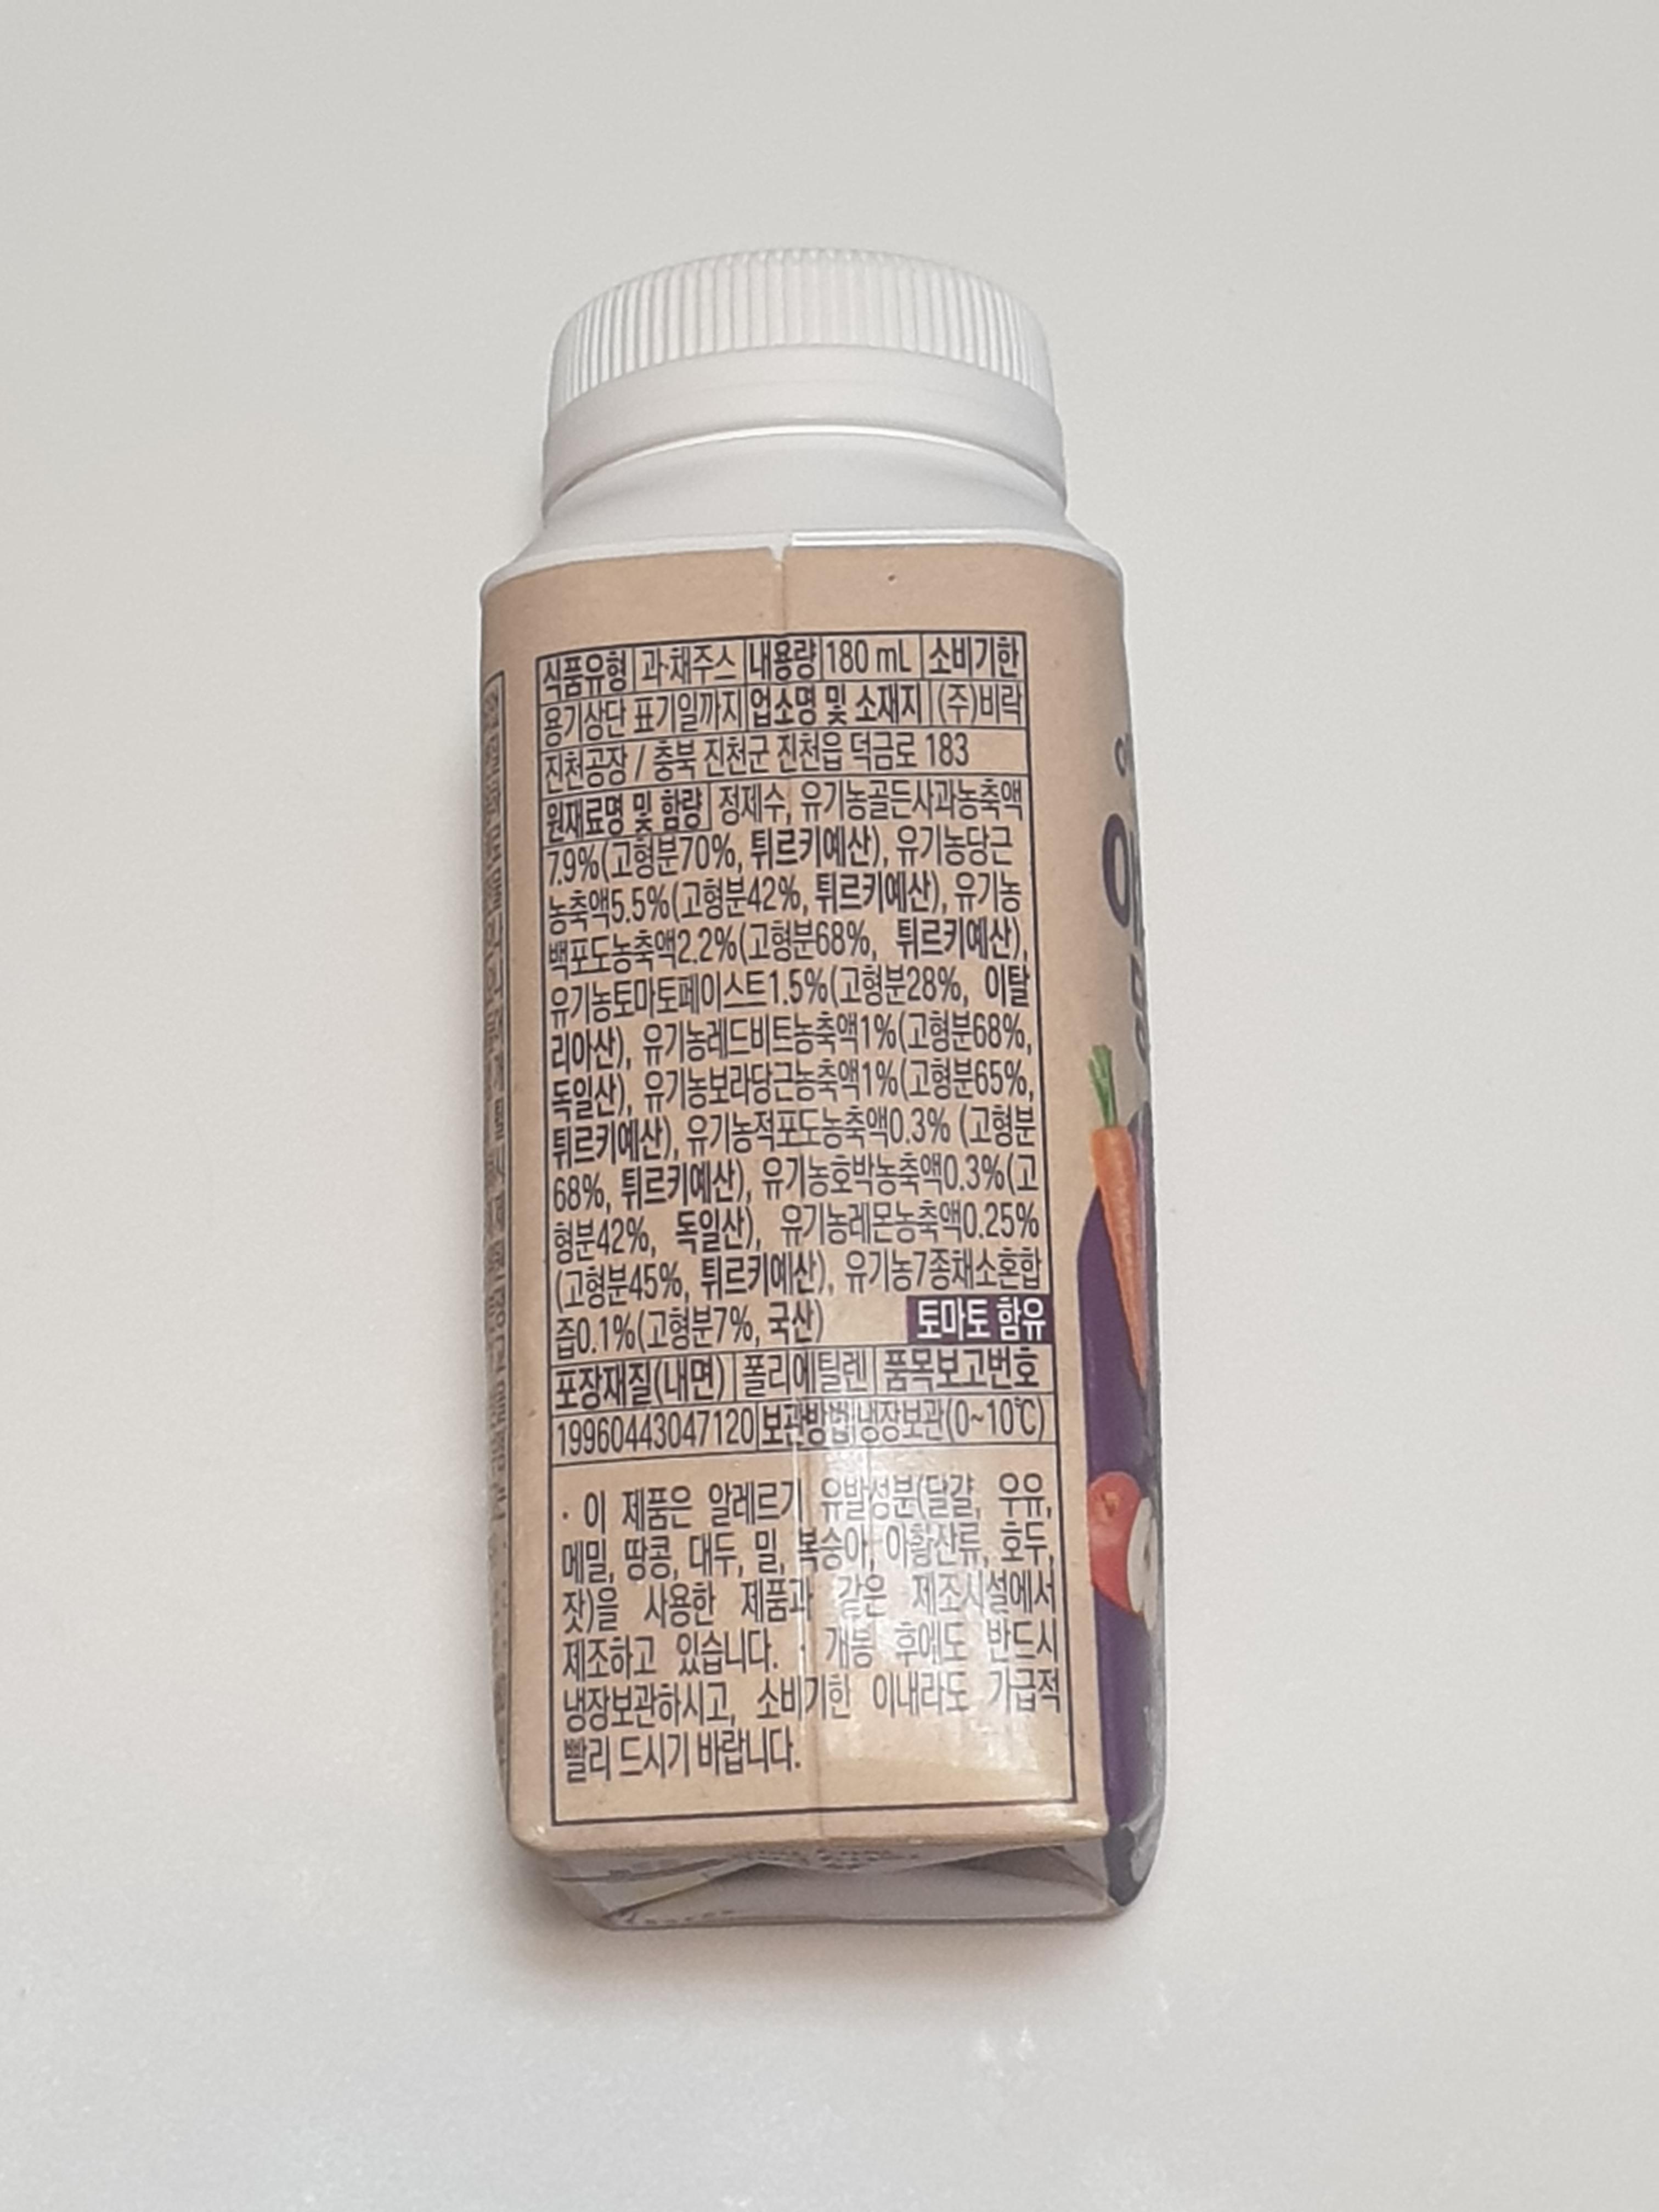 식품유형 과·채주스 내용량 180 mL 소비기한
용기상단 표기일까지 업소명 및 소재지 (주)비락
진천공장 / 충북 진천군 진천읍 덕금로 183
원재료명 및 함량 정제수, 유기농골든사과농축액
7.9%(고형분70%, 튀르키예산), 유기농당근
농축액5.5%(고형분42%, 튀르키예산), 유기농
백포도농축액2.2%(고형분68%, 튀르키예산),
유기농토마토페이스트1.5%(고형분28%, 이탈
리아산), 유기농레드비트농축액1%(고형분68%,
독일산), 유기농보라당근농축액1%(고형분65%,
튀르키예산), 유기농적포도농축액0.3% (고형분
68%, 튀르키예산), 유기농호박농축액0.3%(고
형분42%, 독일산), 유기농레몬농축액0.25%
(고형분45%, 튀르키예산), 유기농7종채소혼합
즙0.1%(고형분7%, 국산) 토마토 함유
포장재질(내면) 폴리에틸렌 품목보고번호
19960443047120 보관방법 냉장보관(0~10℃)
· 이 제품은 알레르기 유발성분(달걀, 우유,
메밀, 땅콩, 대두, 밀, 복숭아, 아황산류, 호두,
잣)을 사용한 제품과 같은 제조시설에서
제조하고 있습니다. · 개봉 후에도 반드시
냉장보관하시고, 소비기한 이내라도 가급적
빨리 드시기 바랍니다.